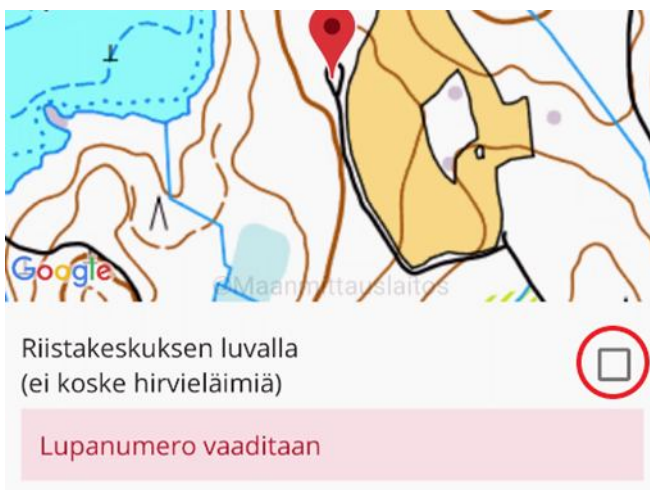 Google
@Maanmittauslaitos
Riistakeskuksen luvalla
(ei koske hirvieläimiä)
Lupanumero vaaditaan